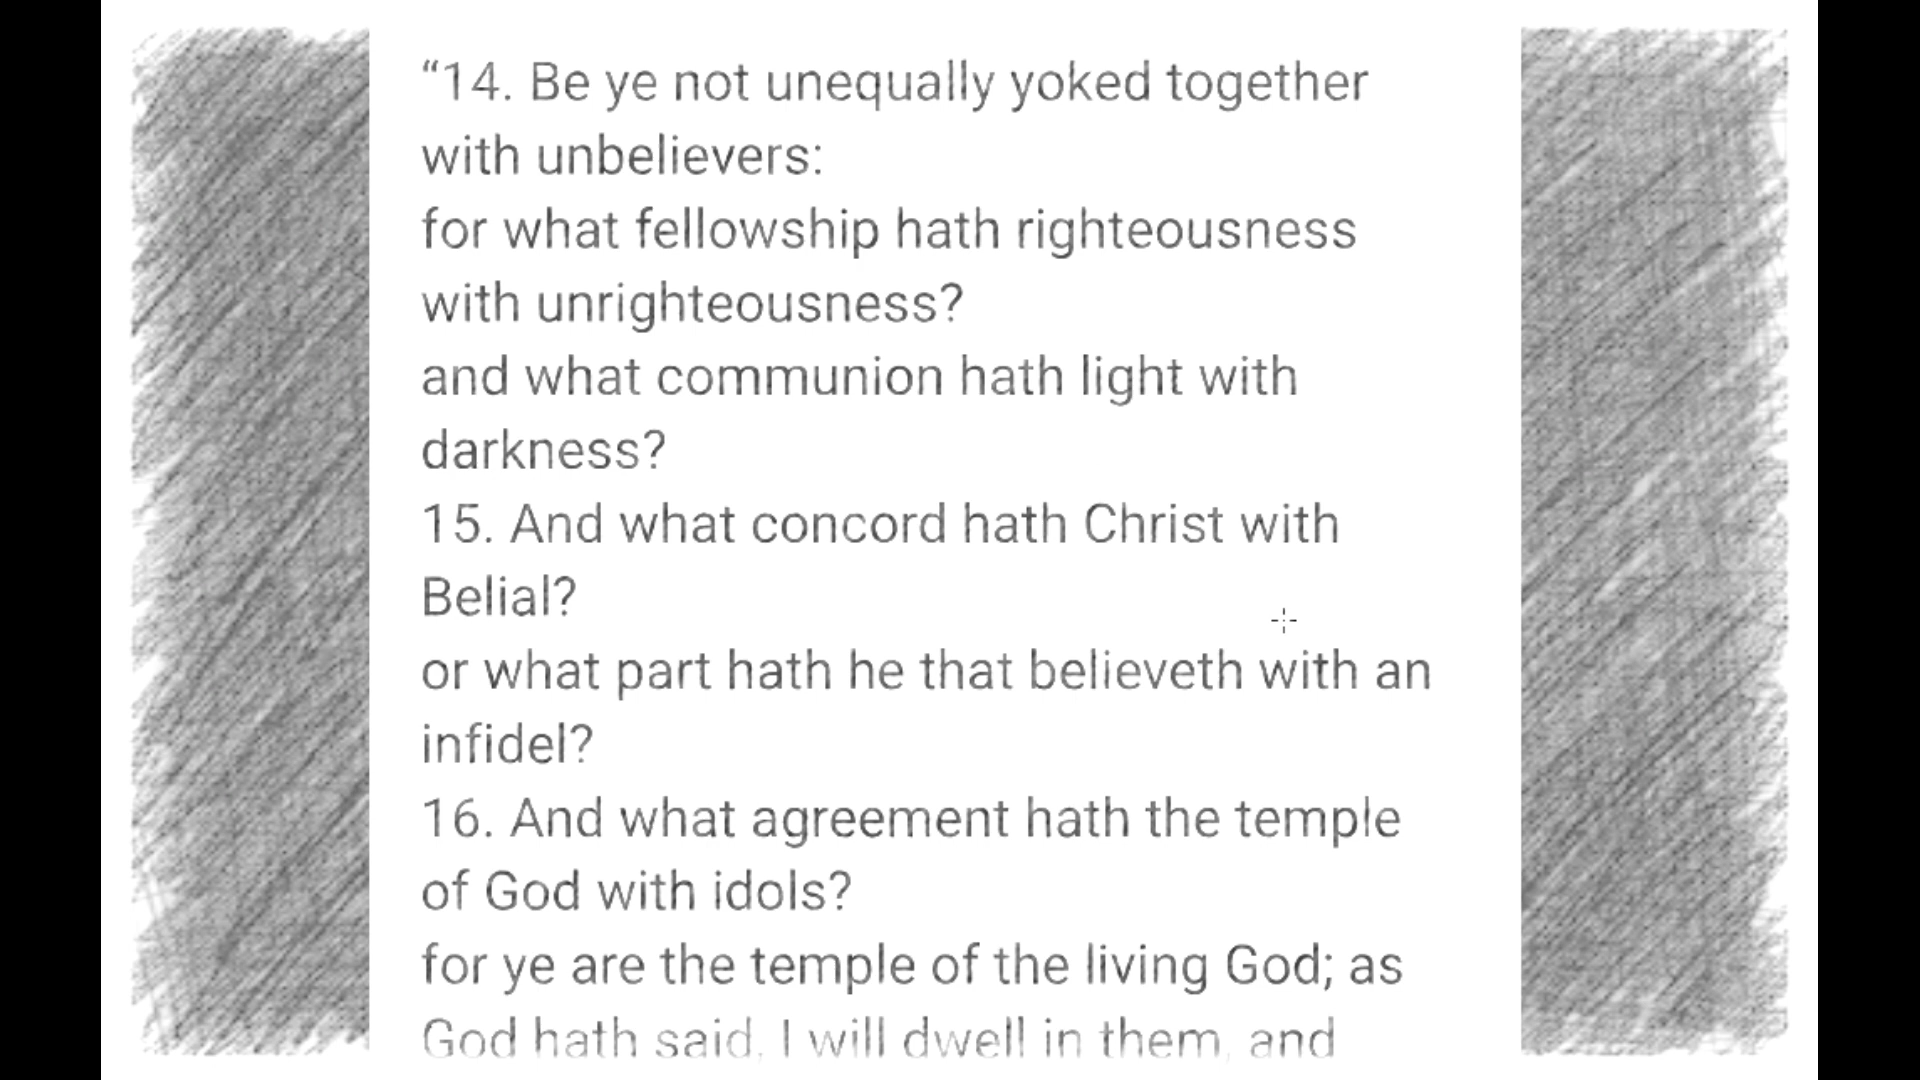 “14. Be ye not unequally yoked together
with unbelievers:
for what fellowship hath righteousness
with unrighteousness?
and what communion hath light with
darkness?
15. And what concord hath Christ with
Belial?
or what part hath he that believeth with an
infidel?
16. And what agreement hath the temple
of God with idols?
for ye are the temple of the living God; as
God hath said, I will dwell in them, and